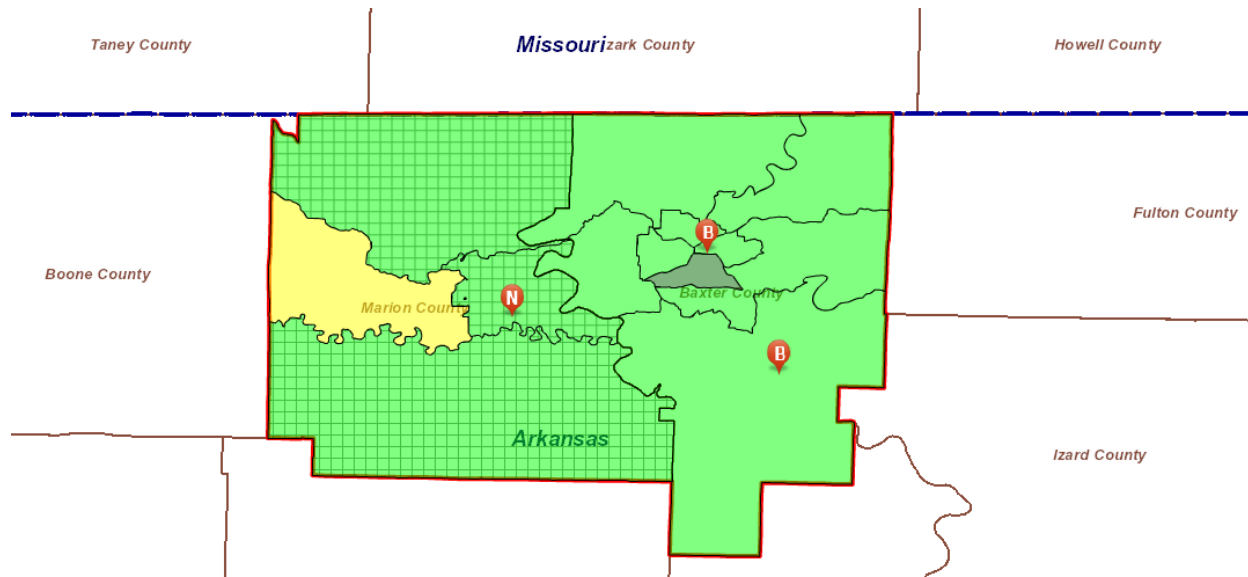 Taney County
Missouri
zark County
Howell County
Fulton County
B
Boone County
Baxter County
N
Marion County
B
Arkansas
Izard County